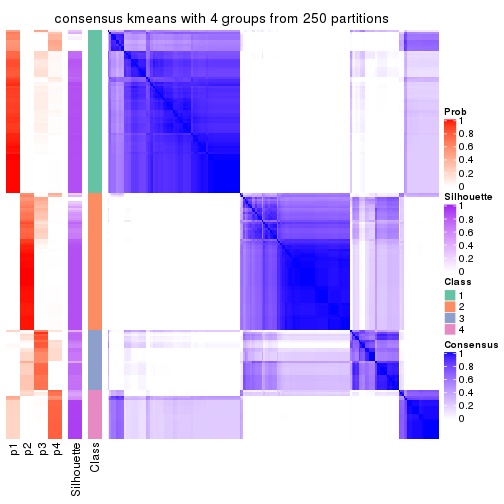 consensus kmeans with 4 groups from 250 partitions
Prob
1
0.8
0.6
0.4
0.2
0
Silhouette
1
0.8
0.6
0.4
0.2
0
Class
1
2
3
4
Consensus
1
0.8
0.6
0.4
0.2
0
p1
p2
p3
p4
Silhouette
Class